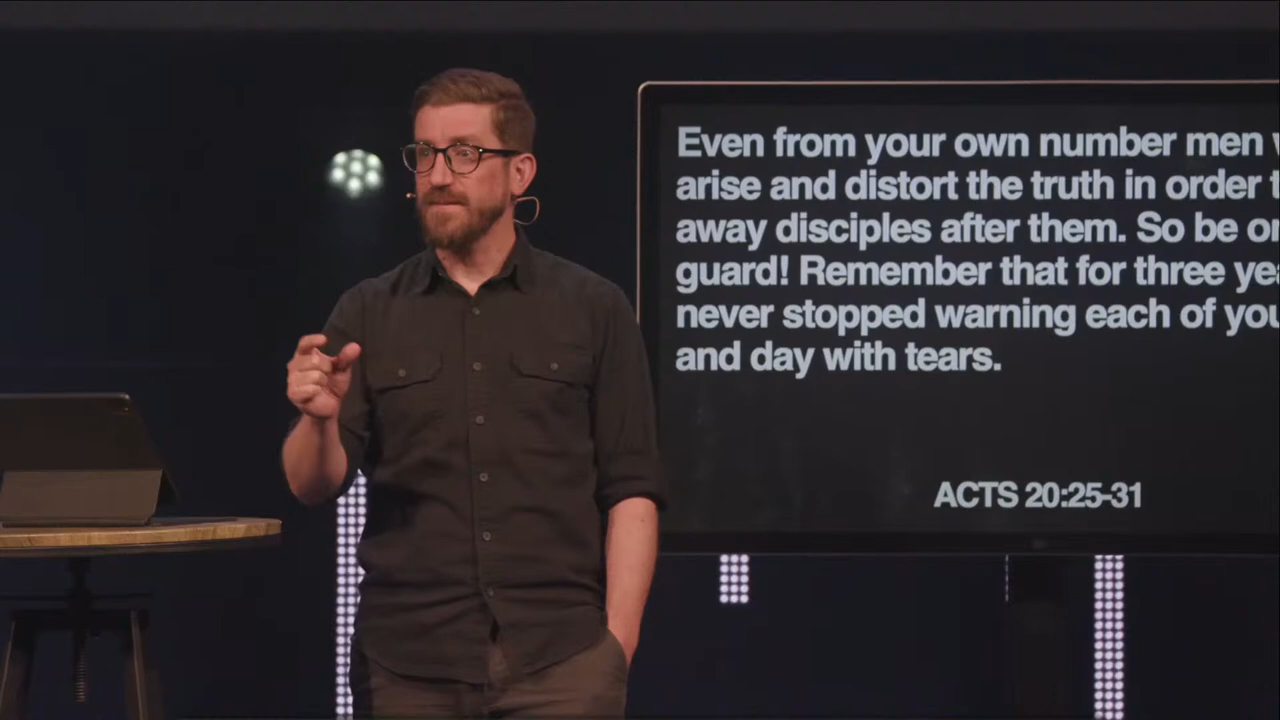 Even from your own number men
arise and distort the truth in order
away disciples after them. So be
guard! Remember that for three
never stopped warning each of
and day with tears.
ACTS 20:25-31